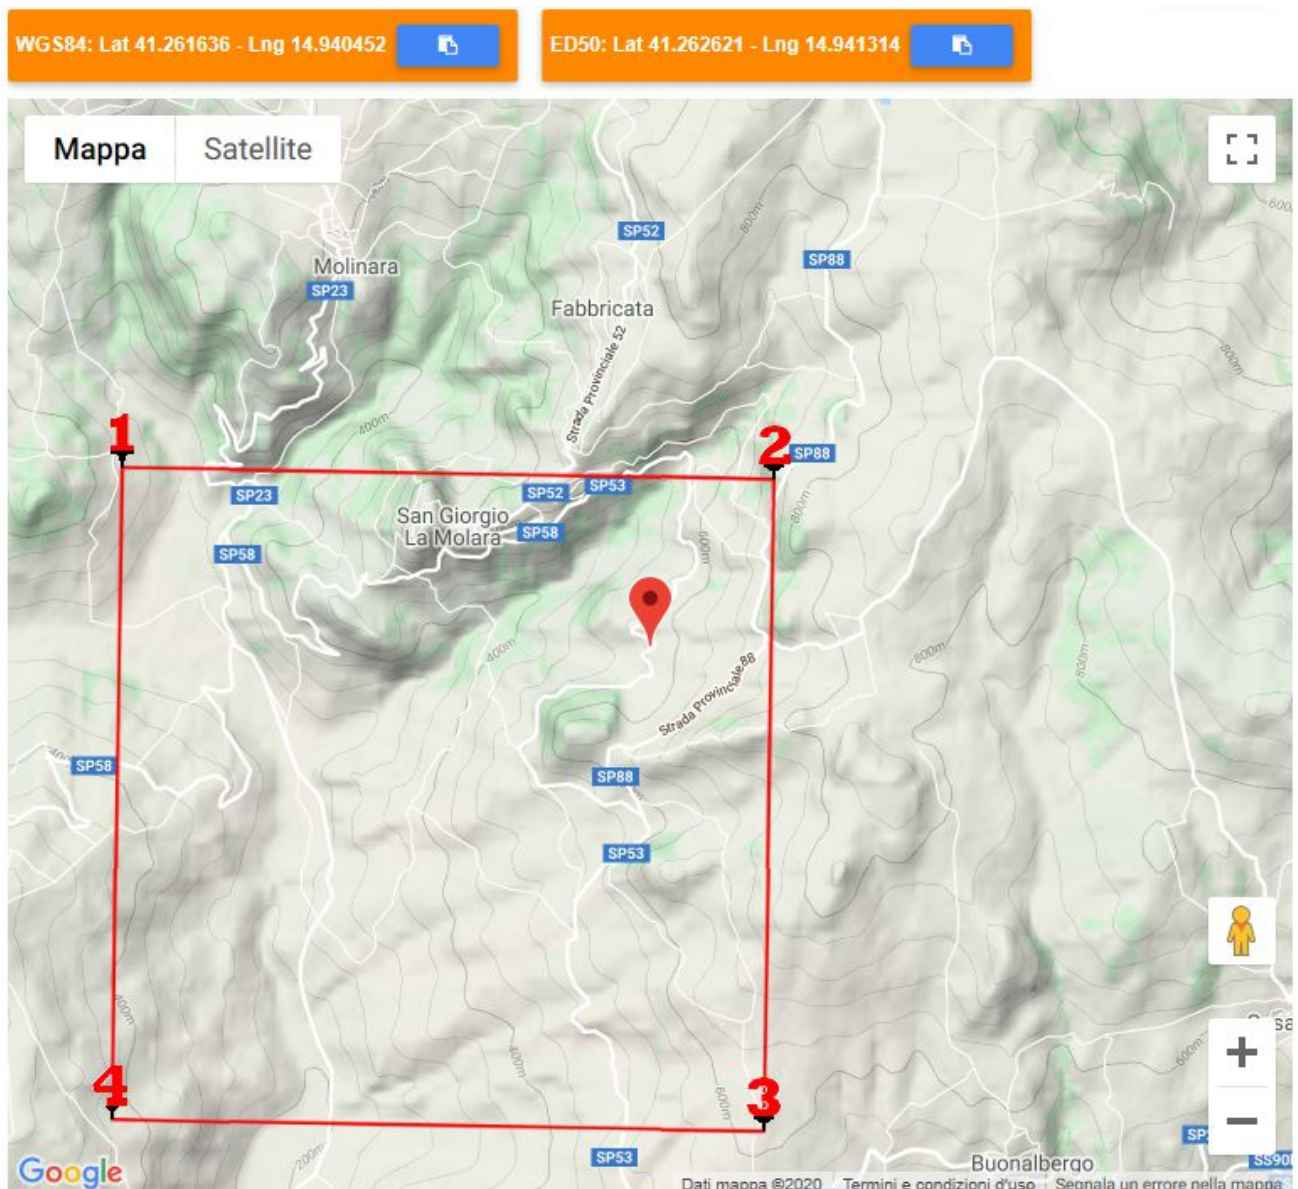 WGS84: Lat 41.261636 - Lng 14.940452
ED50: Lat 41.262621 - Lng 14.941314
Mappa
Satellite
800m
600
SP52
SP88
Molinara
SP23
Fabbricata
Strada Provinciale 52
800m
400m
1
2
SP88
SP23
SP52
SP53
San Giorgio
La Molara
SP58
SP58
800m
600m
400m
800m
800m
Strada Provinciale 88
SP58
SP88
SP53
400m
400m
600m
600m
4
3
200m
SP53
Buonalbergo
SS90
Google
Dati mappa ©2020
Termini e condizioni d'uso
Segnala un errore nella mappa